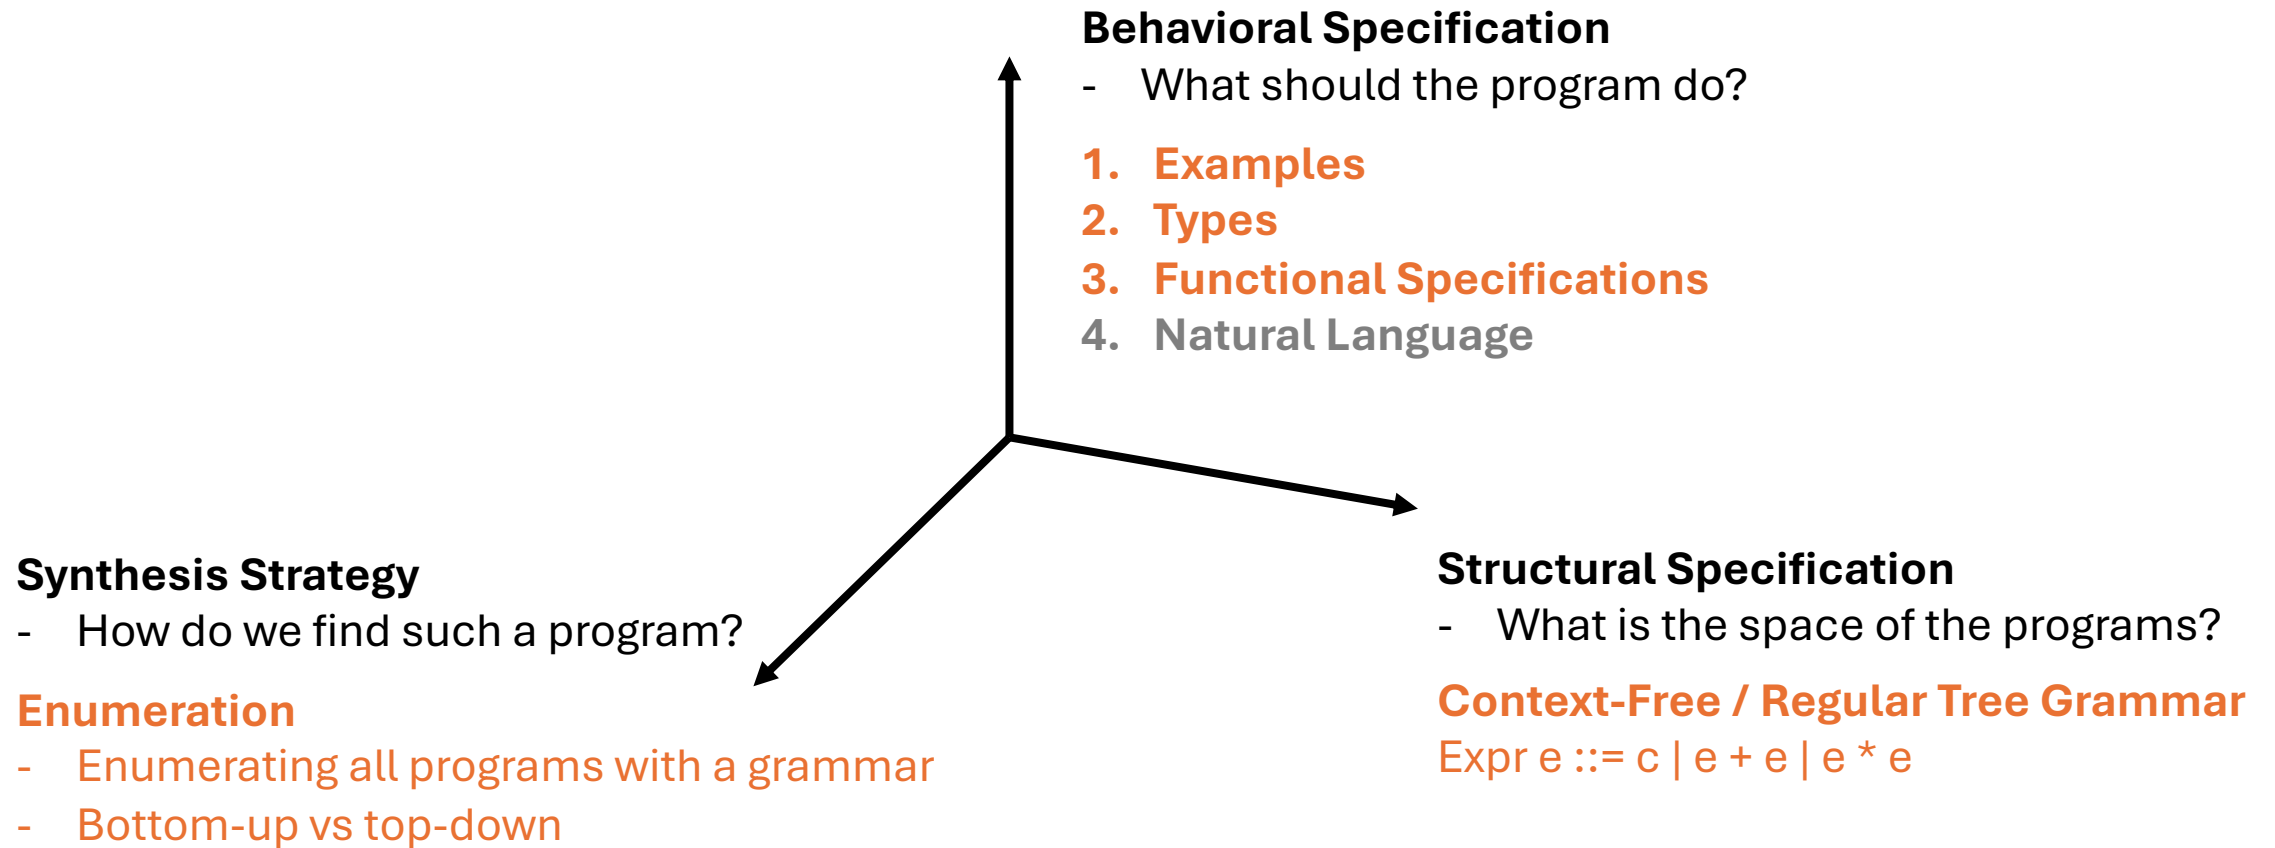 Behavioral Specification
- What should the program do?
1. Examples
2. Types
3. Functional Specifications
4. Natural Language
Synthesis Strategy
- How do we find such a program?
Enumeration
- Enumerating all programs with a grammar
- Bottom-up vs top-down
Structural Specification
- What is the space of the programs?
Context-Free / Regular Tree Grammar
Expr e ::= c | e + e | e * e